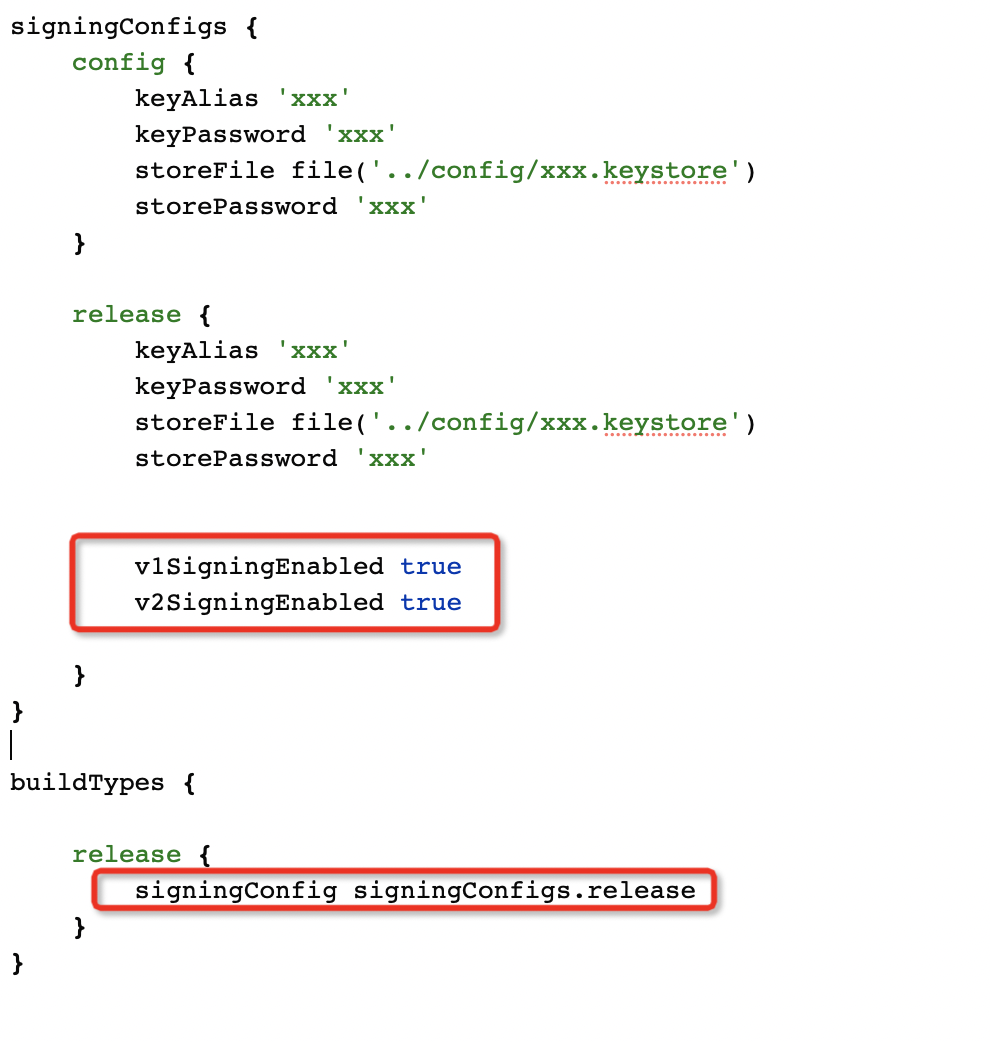 signingConfigs {
    config {
        keyAlias 'xxx'
        keyPassword 'xxx'
        storeFile file('../config/xxx.keystore')
        storePassword 'xxx'
    }

    release {
        keyAlias 'xxx'
        keyPassword 'xxx'
        storeFile file('../config/xxx.keystore')
        storePassword 'xxx'


        v1SigningEnabled true
        v2SigningEnabled true

    }
}

buildTypes {

    release {
        signingConfig signingConfigs.release
    }
}